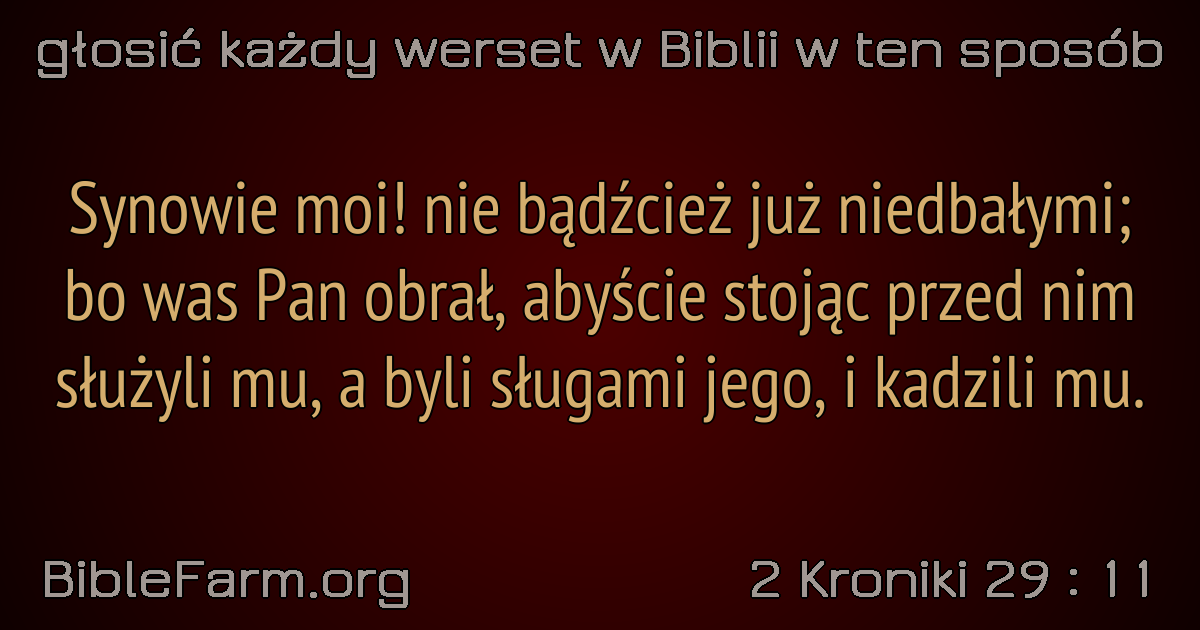 głosić każdy werset w Biblii w ten sposób
Synowie moi! nie bądźcież już niedbałymi;
bo was Pan obrał, abyście stojąc przed nim
służyli mu, a byli sługami jego, i kadzili mu.
BibleFarm.org
2 Kroniki 29 : 11